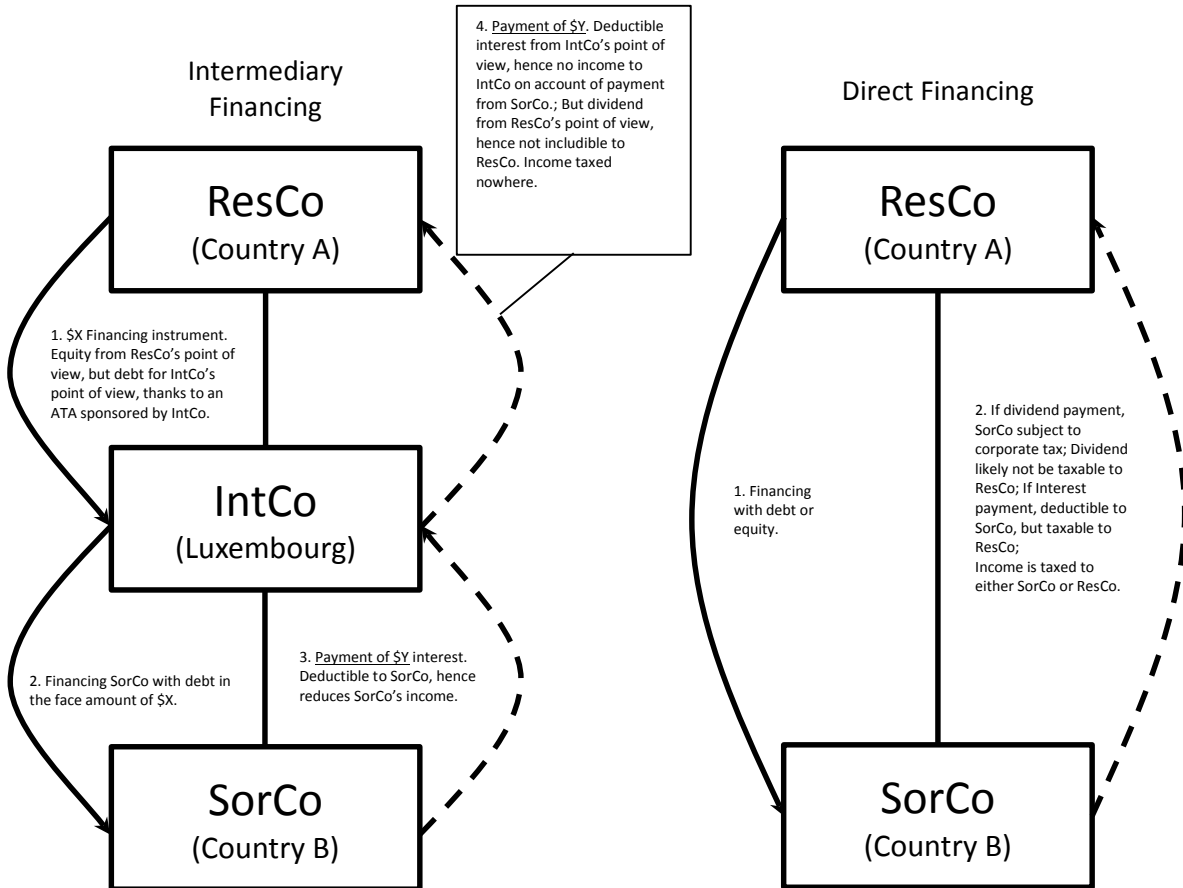 Intermediary
Financing
4. Payment of $Y. Deductible
interest from IntCo's point of
view, hence no income to
IntCo on account of payment
from SorCo.; But dividend
from ResCo's point of view,
hence not includible to
ResCo. Income taxed
nowhere.
ResCo
(Country A)
1. $X Financing instrument.
Equity from ResCo's point of
view, but debt for IntCo's
point of view, thanks to an
ATA sponsored by IntCo.
IntCo
(Luxembourg)
2. Financing SorCo with debt in
the face amount of $X.
3. Payment of $Y interest.
Deductible to SorCo, hence
reduces SorCo's income.
SorCo
(Country B)
Direct Financing
ResCo
(Country A)
1. Financing
with debt or
equity.
2. If dividend payment,
SorCo subject to
corporate tax; Dividend
likely not be taxable to
ResCo; If Interest
payment, deductible to
SorCo, but taxable to
ResCo;
Income is taxed to
either SorCo or ResCo.
SorCo
(Country B)